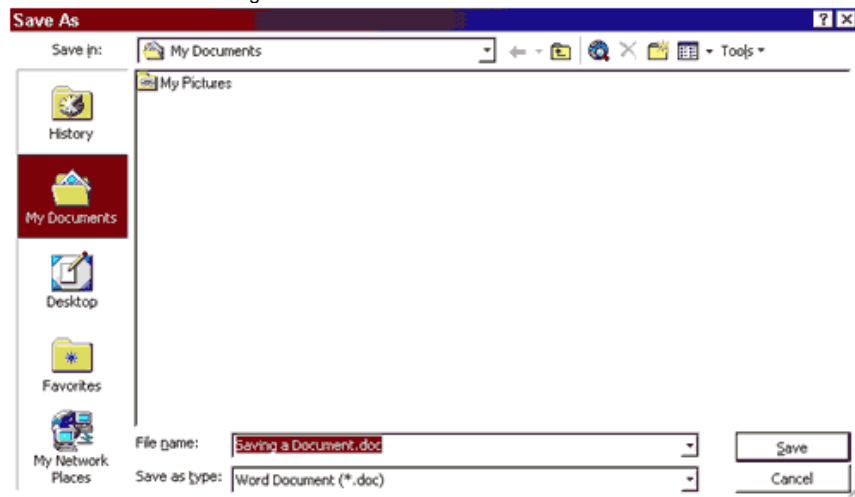 Save As
Save in:
My Documents
Tools
My Pictures
History
My Documents
Desktop
Favorites
My Network
Places
File name:
Saving a Document.doc
Save
Save as type:
Word Document (*.doc)
Cancel